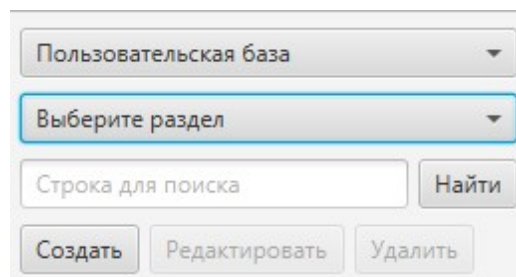 Пользовательская база
Выберите раздел
Строка для поиска Найти
Создать Редактировать Удалить